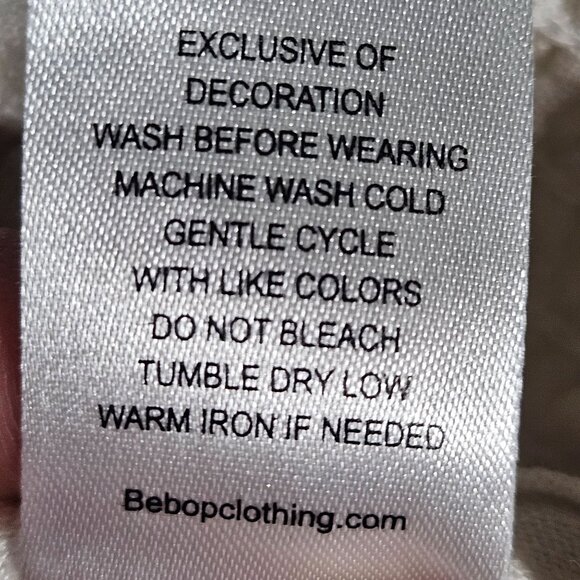 EXCLUSIVE OF
DECORATION
WASH BEFORE WEARING
MACHINE WASH COLD
GENTLE CYCLE
WITH LIKE COLORS
DO NOT BLEACH
TUMBLE DRY LOW
WARM IRON IF NEEDED
Bebopclothing.com